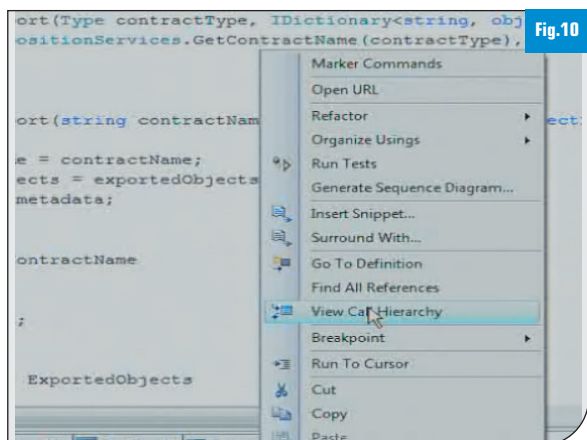 ort(Type contractType, IDictionary<string, obj
ositionServices.GetContractName(contractType),
Fig.10
Marker Commands
Open URL
ort(string contractNam
ect
Refactor
Organize Usings
e = contractName;
Run Tests
ects = exportedObjects
Generate Sequence Diagram...
metadata;
Insert Snippet...
Surround With...
ontractName
Go To Definition
Find All References
View Call Hierarchy
;
Breakpoint
Run To Cursor
ExportedObjects
Cut
Copy
Paste